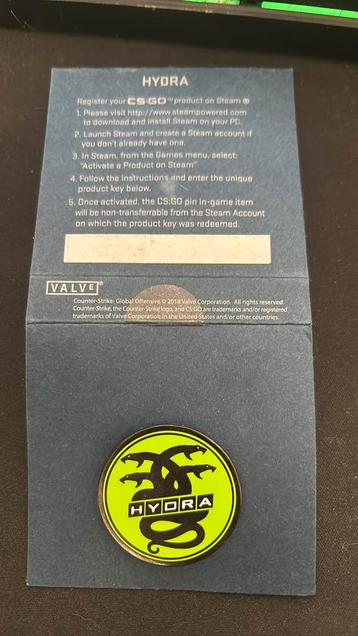 HYDRA
Register your CS:GO™ product on Steam ®
1. Please visit http://www.steampowered.com
to download and install Steam on your PC.
2. Launch Steam and create a Steam account if
you don't already have one.
3. In Steam, from the Games menu, select:
"Activate a Product on Steam"
4. Follow the instructions and enter the unique
product key below.
5. Once activated, the CS:GO pin in-game item
will be non-transferrable from the Steam Account
on which the product key was redeemed.
VALVE
Counter-Strike: Global Offensive © 2018 Valve Corporation. All rights reserved.
Counter-Strike, the Counter-Strike logo, and CS:GO are trademarks and/or registered
trademarks of Valve Corporation in the United States and/or other countries.
HYDRA